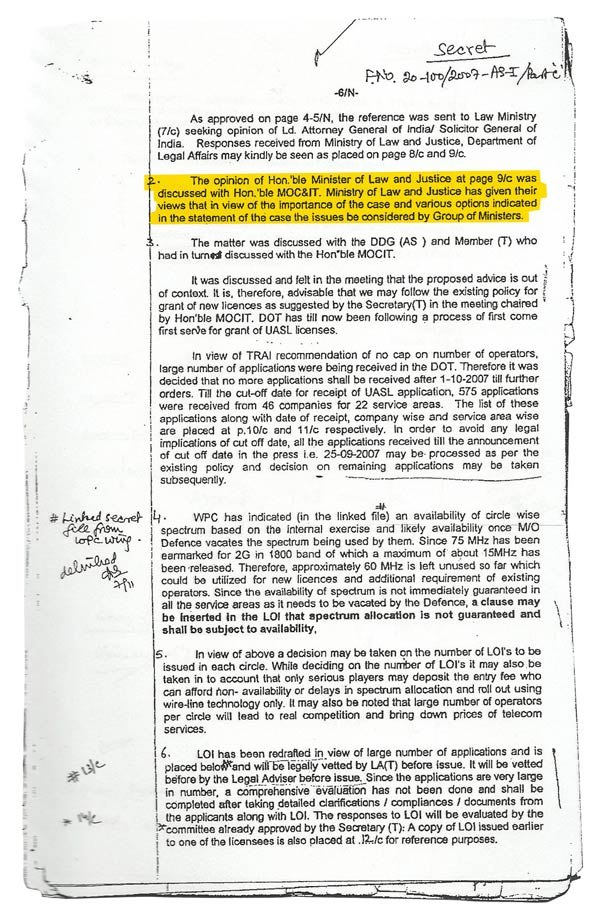 Secret
F.No. 20-100/2007-AS-I/Part C
-6/N-
As approved on page 4-5/N, the reference was sent to Law Ministry
(7/c) seeking opinion of Ld. Attorney General of India/ Solicitor General of
India. Responses received from Ministry of Law and Justice, Department of
Legal Affairs may kindly be seen as placed on page 8/c and 9/c.
2. The opinion of Hon.'ble Minister of Law and Justice at page 9/c was
discussed with Hon.'ble MOC&IT. Ministry of Law and Justice has given their
views that in view of the importance of the case and various options indicated
in the statement of the case the issues be considered by Group of Ministers.
3. The matter was discussed with the DDG (AS ) and Member (T) who
had in turned discussed with the Hon"ble MOCIT.
It was discussed and felt in the meeting that the proposed advice is out
of context. It is, therefore, advisable that we may follow the existing policy for
grant of new licences as suggested by the Secretary(T) in the meeting chaired
by Hon'ble MOCIT. DOT has till now been following a process of first come
first serve for grant of UASL licenses.
In view of TRAI recommendation of no cap on number of operators,
large number of applications were being received in the DOT. Therefore it was
decided that no more applications shall be received after 1-10-2007 till further
orders. Till the cut-off date for receipt of UASL application, 575 applications
were received from 46 companies for 22 service areas. The list of these
applications along with date of receipt, company wise and service area wise
are placed at p.10/c and 11/c respectively. In order to avoid any legal
implications of cut off date, all the applications received till the announcement
of cut off date in the press i.e. 25-09-2007 may be processed as per the
existing policy and decision on remaining applications may be taken
subsequently.
# Linked secret
file from
WPC wing.
delinked
7/11
#
4. WPC has indicated (in the linked file) an availability of circle wise
spectrum based on the internal exercise and likely availability once M/O
Defence vacates the spectrum being used by them. Since 75 MHz has been
earmarked for 2G in 1800 band of which a maximum of about 15MHz has
been released. Therefore, approximately 60 MHz is left unused so far which
could be utilized for new licences and additional requirement of existing
operators. Since the availability of spectrum is not immediately guaranteed in
all the service areas as it needs to be vacated by the Defence, a clause may
be inserted in the LOI that spectrum allocation is not guaranteed and
shall be subject to availability,
5. In view of above a decision may be taken on the number of LOI's to be
issued in each circle. While deciding on the number of LOI's it may also be
taken in to account that only serious players may deposit the entry fee who
can afford non- availability or delays in spectrum allocation and roll out using
wire-line technology only. It may also be noted that large number of operators
per circle will lead to real competition and bring down prices of telecom
services.
6. LOI has been redrafted in view of large number of applications and is
# 13/c
placed below# and will be legally vetted by LA(T) before issue. It will be vetted
before by the Legal Adviser before issue. Since the applications are very large
in number, a comprehensive evaluation has not been done and shall be
completed after taking detailed clarifications / compliances / documents from
* 14/c
the applicants along with LOI. The responses to LOI will be evaluated by the
*committee already approved by the Secretary (T): A copy of LOI issued earlier
to one of the licensees is also placed at .12./c for reference purposes.